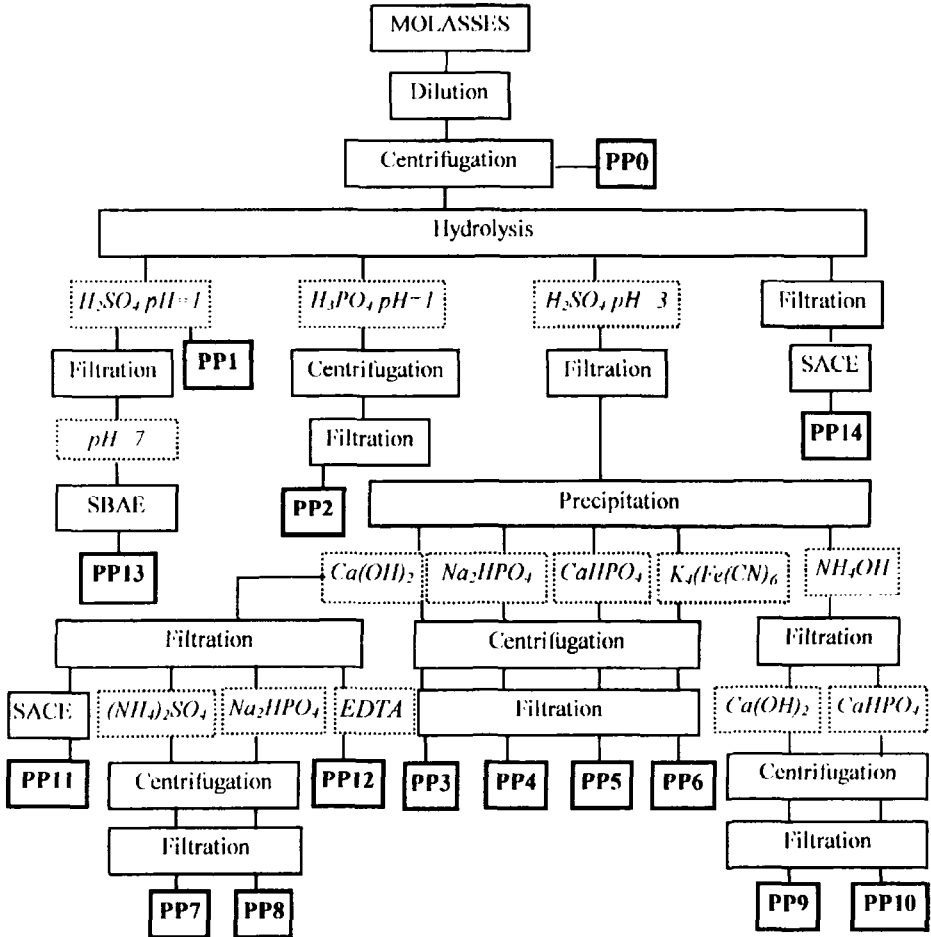 MOLASSES
Dilution
Centrifugation PP0
Hydrolysis
H₂SO₄ pH=1 H₃PO₄ pH=1 H₂SO₄ pH 3 Filtration
Filtration PP1 Centrifugation Filtration SACE
pH 7 Filtration PP14
SBAE PP2 Precipitation
PP13 Ca(OH)₂ Na₂HPO₄ CaHPO₄ K₄(Fe(CN)₆ NH₄OH
Filtration Centrifugation Filtration
SACE (NH₄)₂SO₄ Na₂HPO₄ EDTA Filtration Ca(OH)₂ CaHPO₄
PP11 Centrifugation PP12 PP3 PP4 PP5 PP6 Centrifugation
Filtration Filtration
PP7 PP8 PP9 PP10